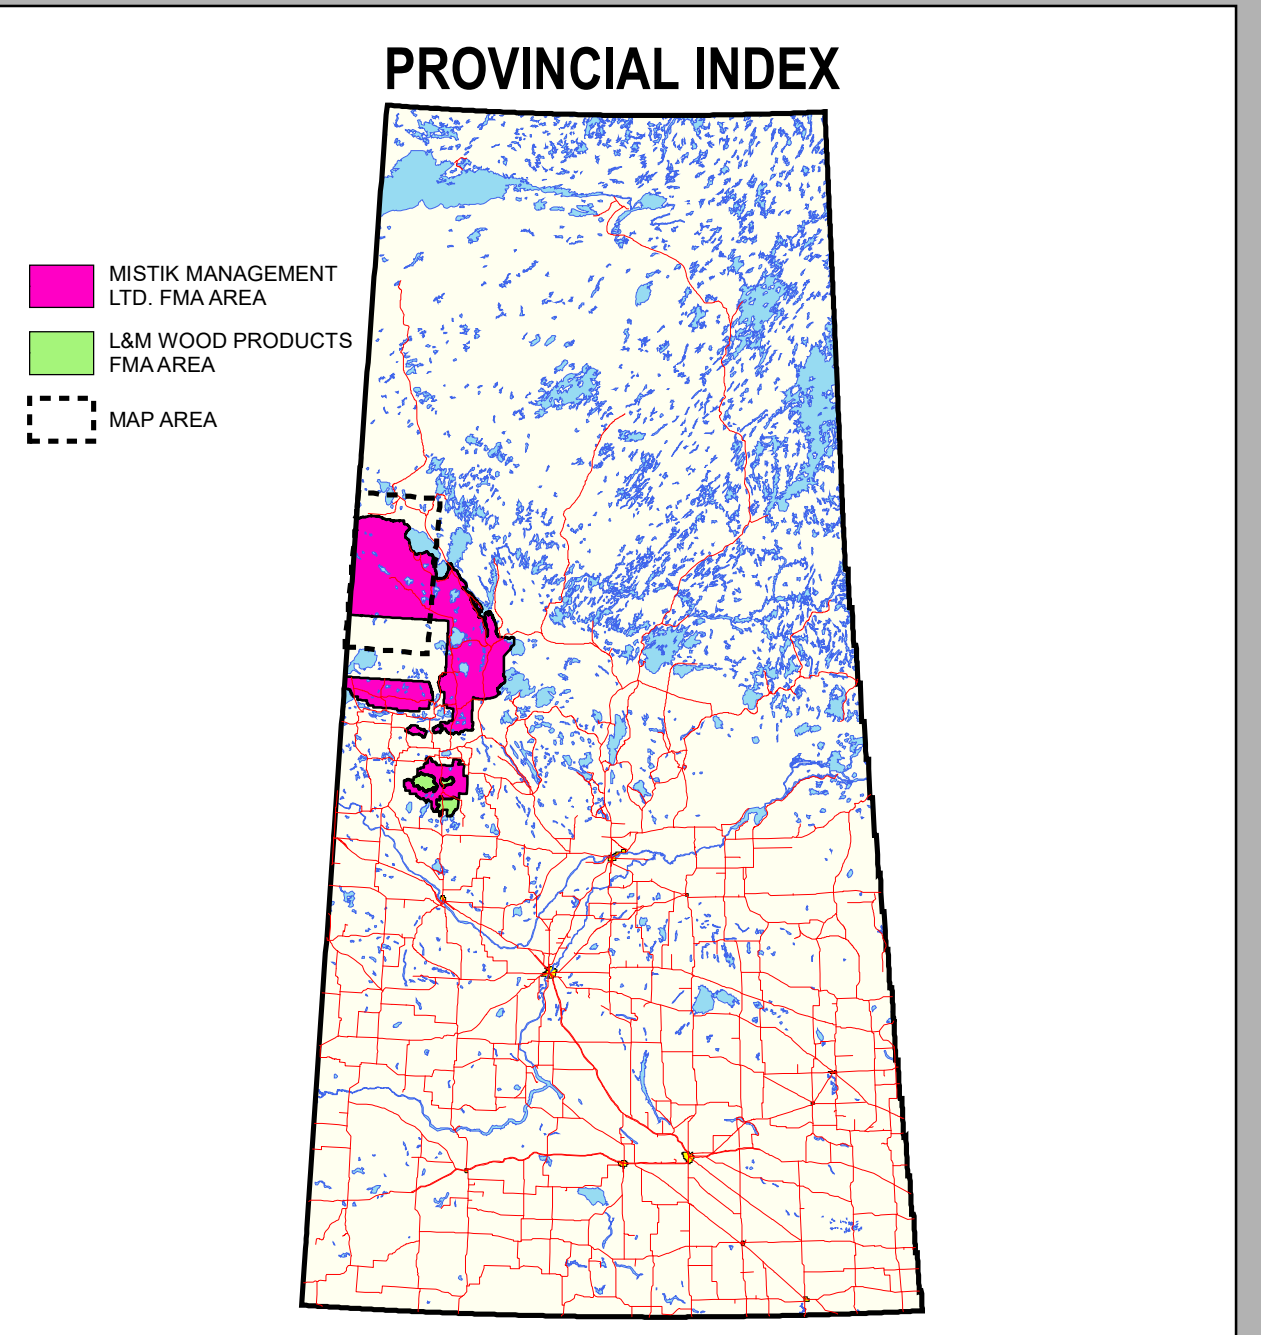 PROVINCIAL INDEX
MISTIK MANAGEMENT
LTD. FMA AREA
L&M WOOD PRODUCTS
FMA AREA
MAP AREA